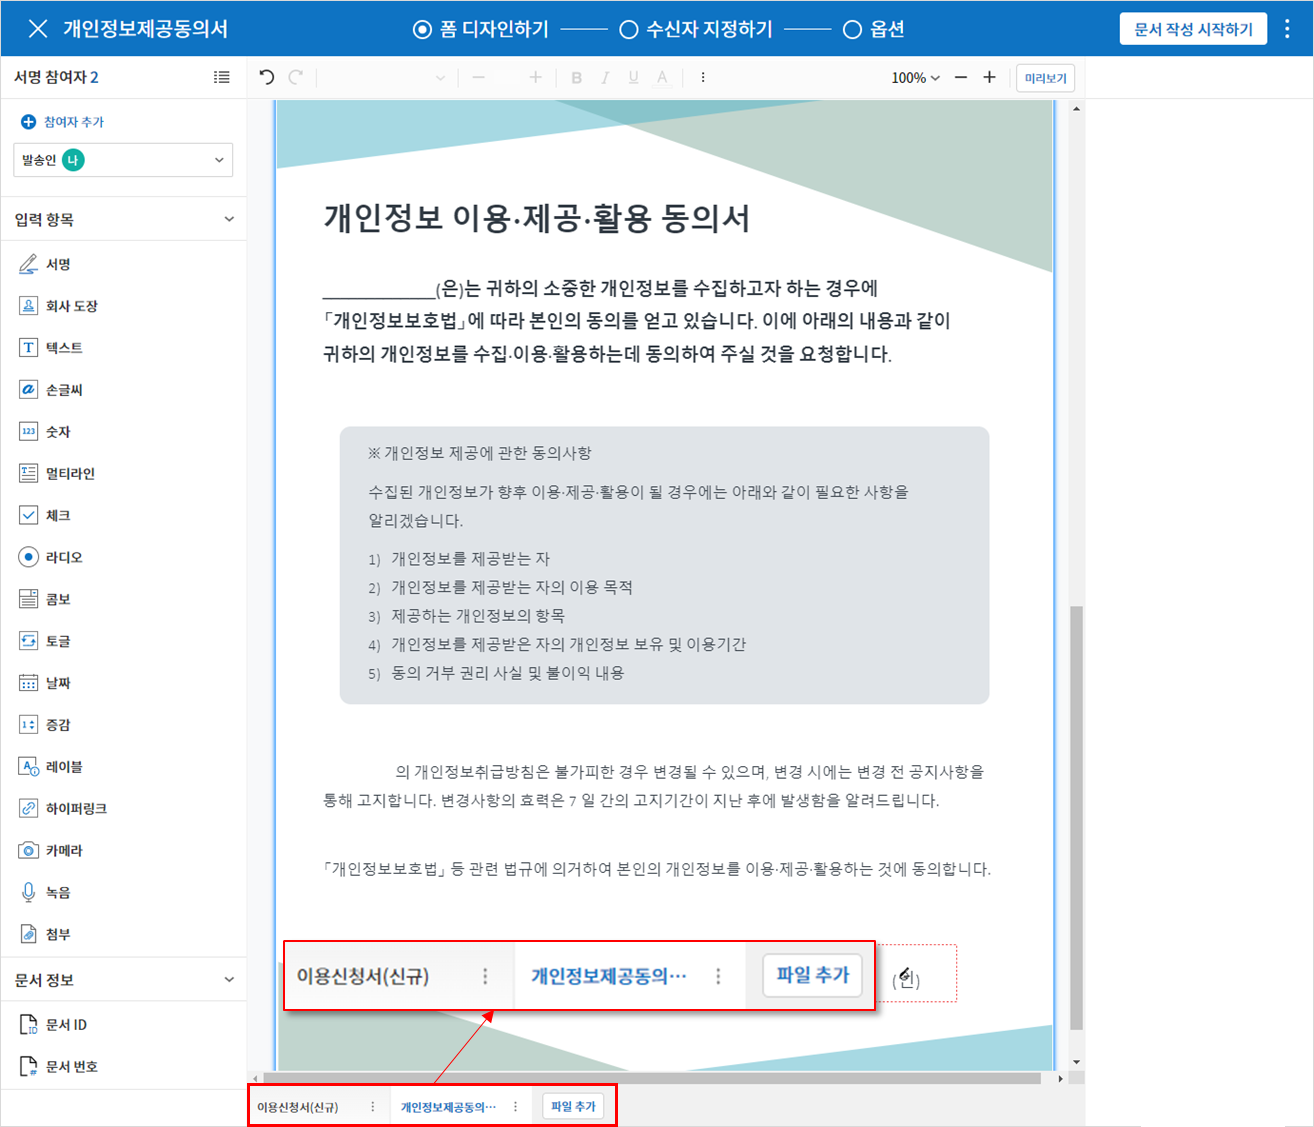 개인정보제공동의서
폼 디자인하기
수신자 지정하기
옵션
문서 작성 시작하기
서명 참여자 2
B I U A
100%
미리보기
참여자 추가
발송인 나
입력 항목
서명
회사 도장
T 텍스트
a 손글씨
123 숫자
T 멀티라인
체크
라디오
콤보
토글
날짜
1 증감
A 레이블
하이퍼링크
카메라
녹음
첨부
문서 정보
ID 문서 ID
# 문서 번호
개인정보 이용·제공·활용 동의서
____________(은)는 귀하의 소중한 개인정보를 수집하고자 하는 경우에
「개인정보보호법」에 따라 본인의 동의를 얻고 있습니다. 이에 아래의 내용과 같이
귀하의 개인정보를 수집·이용·활용하는데 동의하여 주실 것을 요청합니다.
※ 개인정보 제공에 관한 동의사항
수집된 개인정보가 향후 이용·제공·활용이 될 경우에는 아래와 같이 필요한 사항을
알리겠습니다.
1) 개인정보를 제공받는 자
2) 개인정보를 제공받는 자의 이용 목적
3) 제공하는 개인정보의 항목
4) 개인정보를 제공받은 자의 개인정보 보유 및 이용기간
5) 동의 거부 권리 사실 및 불이익 내용
의 개인정보취급방침은 불가피한 경우 변경될 수 있으며, 변경 시에는 변경 전 공지사항을
통해 고지합니다. 변경사항의 효력은 7 일 간의 고지기간이 지난 후에 발생함을 알려드립니다.
「개인정보보호법」 등 관련 법규에 의거하여 본인의 개인정보를 이용·제공·활용하는 것에 동의합니다.
이용신청서(신규)
개인정보제공동의···
파일 추가
(인)
이용신청서(신규)
개인정보제공동의···
파일 추가